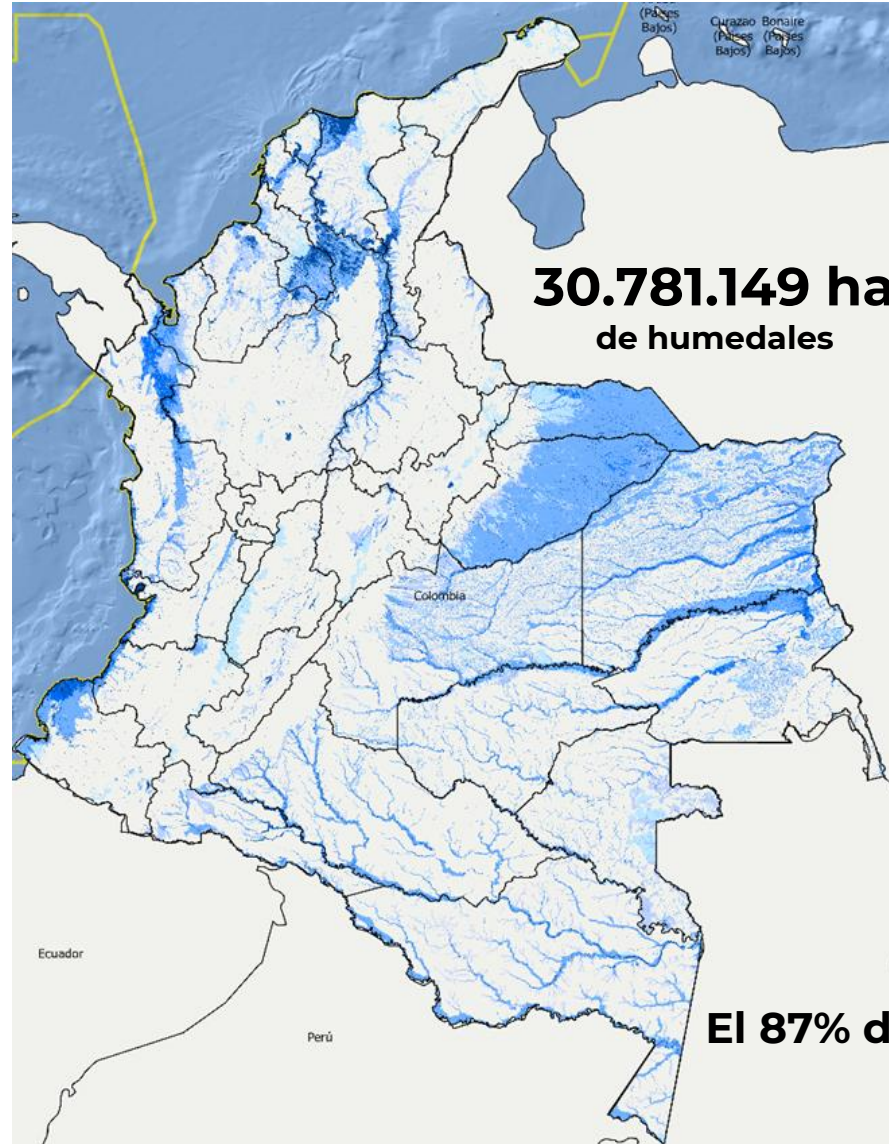 (Países
Bajos)
Curazao
(Países
Bajos)
Bonaire
(Países
Bajos)
30.781.149 ha
de humedales
Colombia
Ecuador
Perú
El 87% d